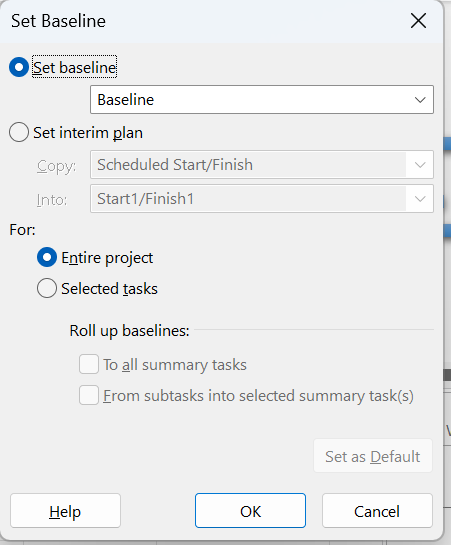 Set Baseline
Set baseline
Baseline
Set interim plan
Copy: Scheduled Start/Finish
Into: Start1/Finish1
For:
Entire project
Selected tasks
Roll up baselines:
To all summary tasks
From subtasks into selected summary task(s)
Set as Default
Help OK Cancel